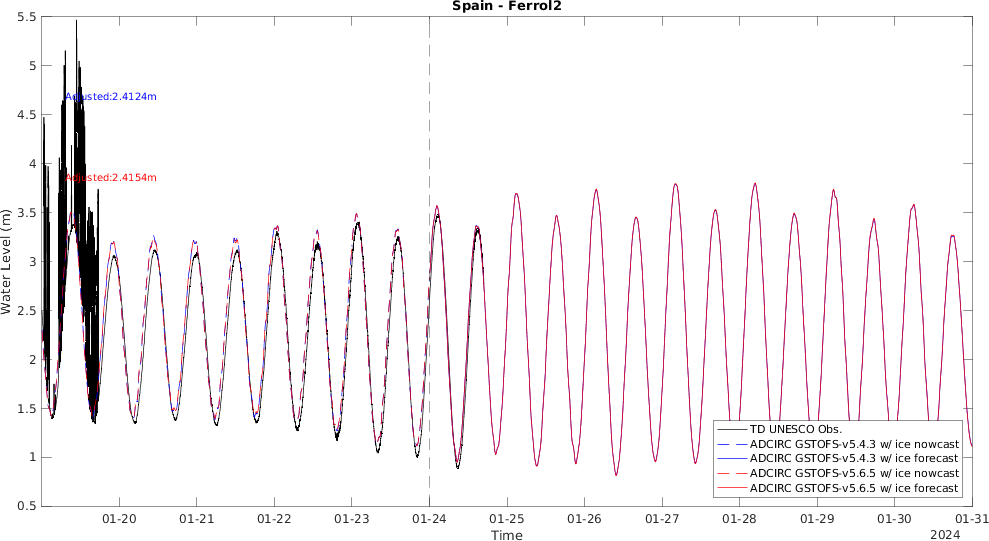 Spain - Ferrol2
Water Level (m)
5.5
5
4.5
4
3.5
3
2.5
2
1.5
1
0.5
Adjusted:2.4124m
Adjusted:2.4154m
TD UNESCO Obs.
ADCIRC GSTOFS-v5.4.3 w/ ice nowcast
ADCIRC GSTOFS-v5.4.3 w/ ice forecast
ADCIRC GSTOFS-v5.6.5 w/ ice nowcast
ADCIRC GSTOFS-v5.6.5 w/ ice forecast
01-20 01-21 01-22 01-23 01-24 01-25 01-26 01-27 01-28 01-29 01-30 01-31
Time
2024